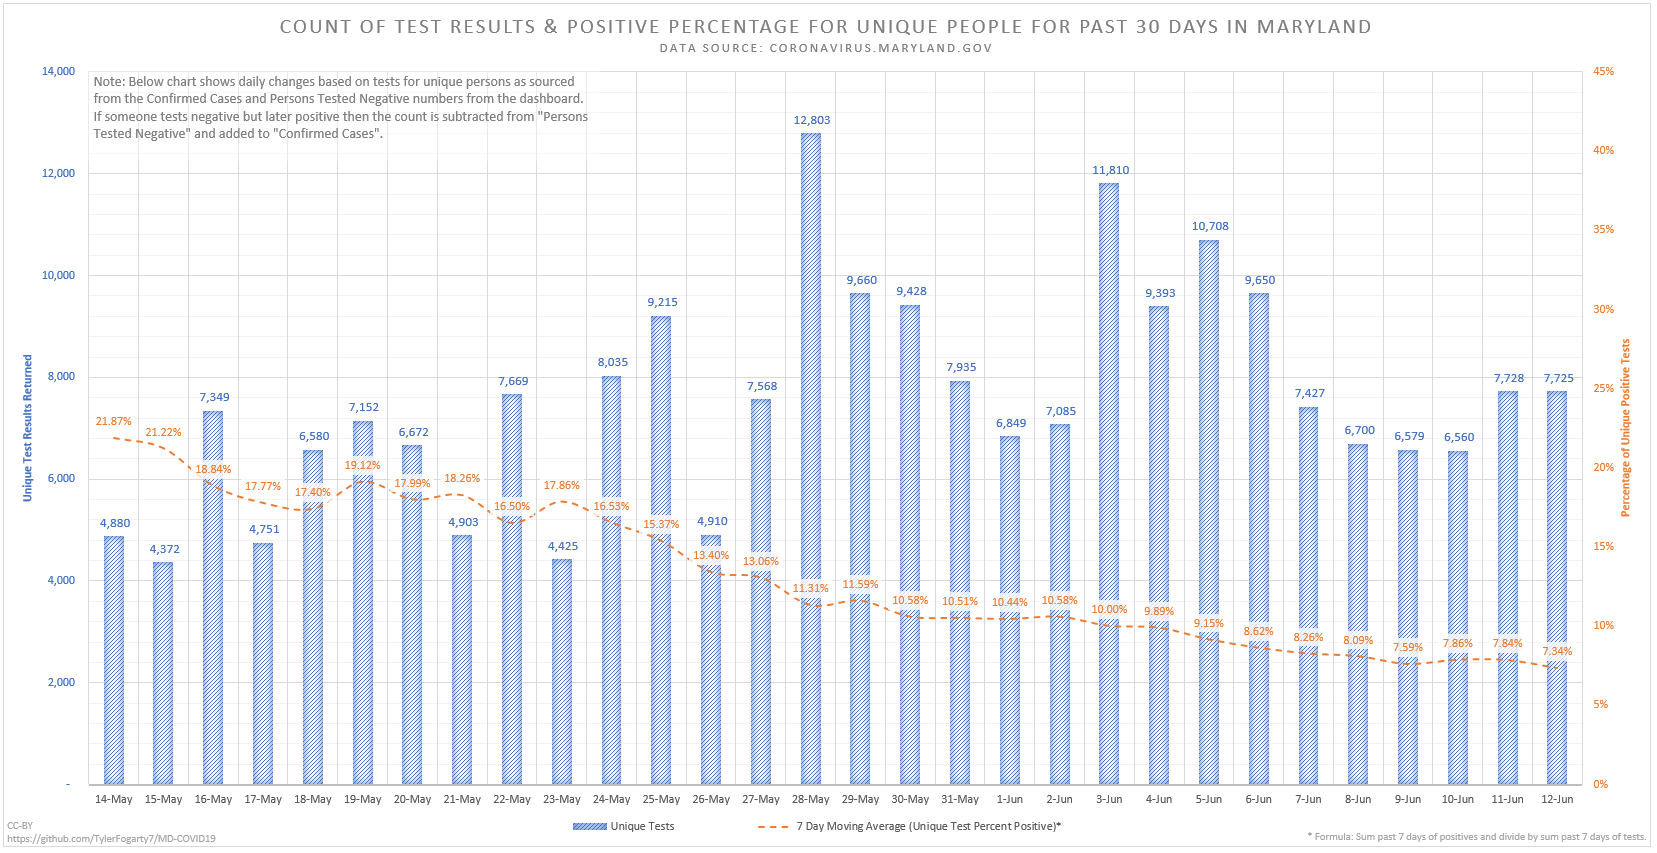 COUNT OF TEST RESULTS & POSITIVE PERCENTAGE FOR UNIQUE PEOPLE FOR PAST 30 DAYS IN MARYLAND
DATA SOURCE: CORONAVIRUS.MARYLAND.GOV
Note: Below chart shows daily changes based on tests for unique persons as sourced
from the Confirmed Cases and Persons Tested Negative numbers from the dashboard.
If someone tests negative but later positive then the count is subtracted from "Persons
Tested Negative" and added to "Confirmed Cases".
Unique Test Results Returned
14,000
12,000
10,000
8,000
6,000
4,000
2,000
-
4,880 4,372 7,349 4,751 6,580 7,152 6,672 4,903 7,669 4,425 8,035 9,215 4,910 7,568 12,803 9,660 9,428 7,935 6,849 7,085 11,810 9,393 10,708 9,650 7,427 6,700 6,579 6,560 7,728 7,725
21.87% 21.22% 18.84% 17.77% 17.40% 19.12% 17.99% 18.26% 16.50% 17.86% 16.53% 15.37% 13.40% 13.06% 11.31% 11.59% 10.58% 10.51% 10.44% 10.58% 10.00% 9.89% 9.15% 8.62% 8.26% 8.09% 7.59% 7.86% 7.84% 7.34%
45%
40%
35%
30%
25%
20%
15%
10%
5%
0%
Percentage of Unique Positive Tests
14-May 15-May 16-May 17-May 18-May 19-May 20-May 21-May 22-May 23-May 24-May 25-May 26-May 27-May 28-May 29-May 30-May 31-May 1-Jun 2-Jun 3-Jun 4-Jun 5-Jun 6-Jun 7-Jun 8-Jun 9-Jun 10-Jun 11-Jun 12-Jun
Unique Tests 7 Day Moving Average (Unique Test Percent Positive)*
CC-BY
https://github.com/TylerFogarty7/MD-COVID19
* Formula: Sum past 7 days of positives and divide by sum past 7 days of tests.